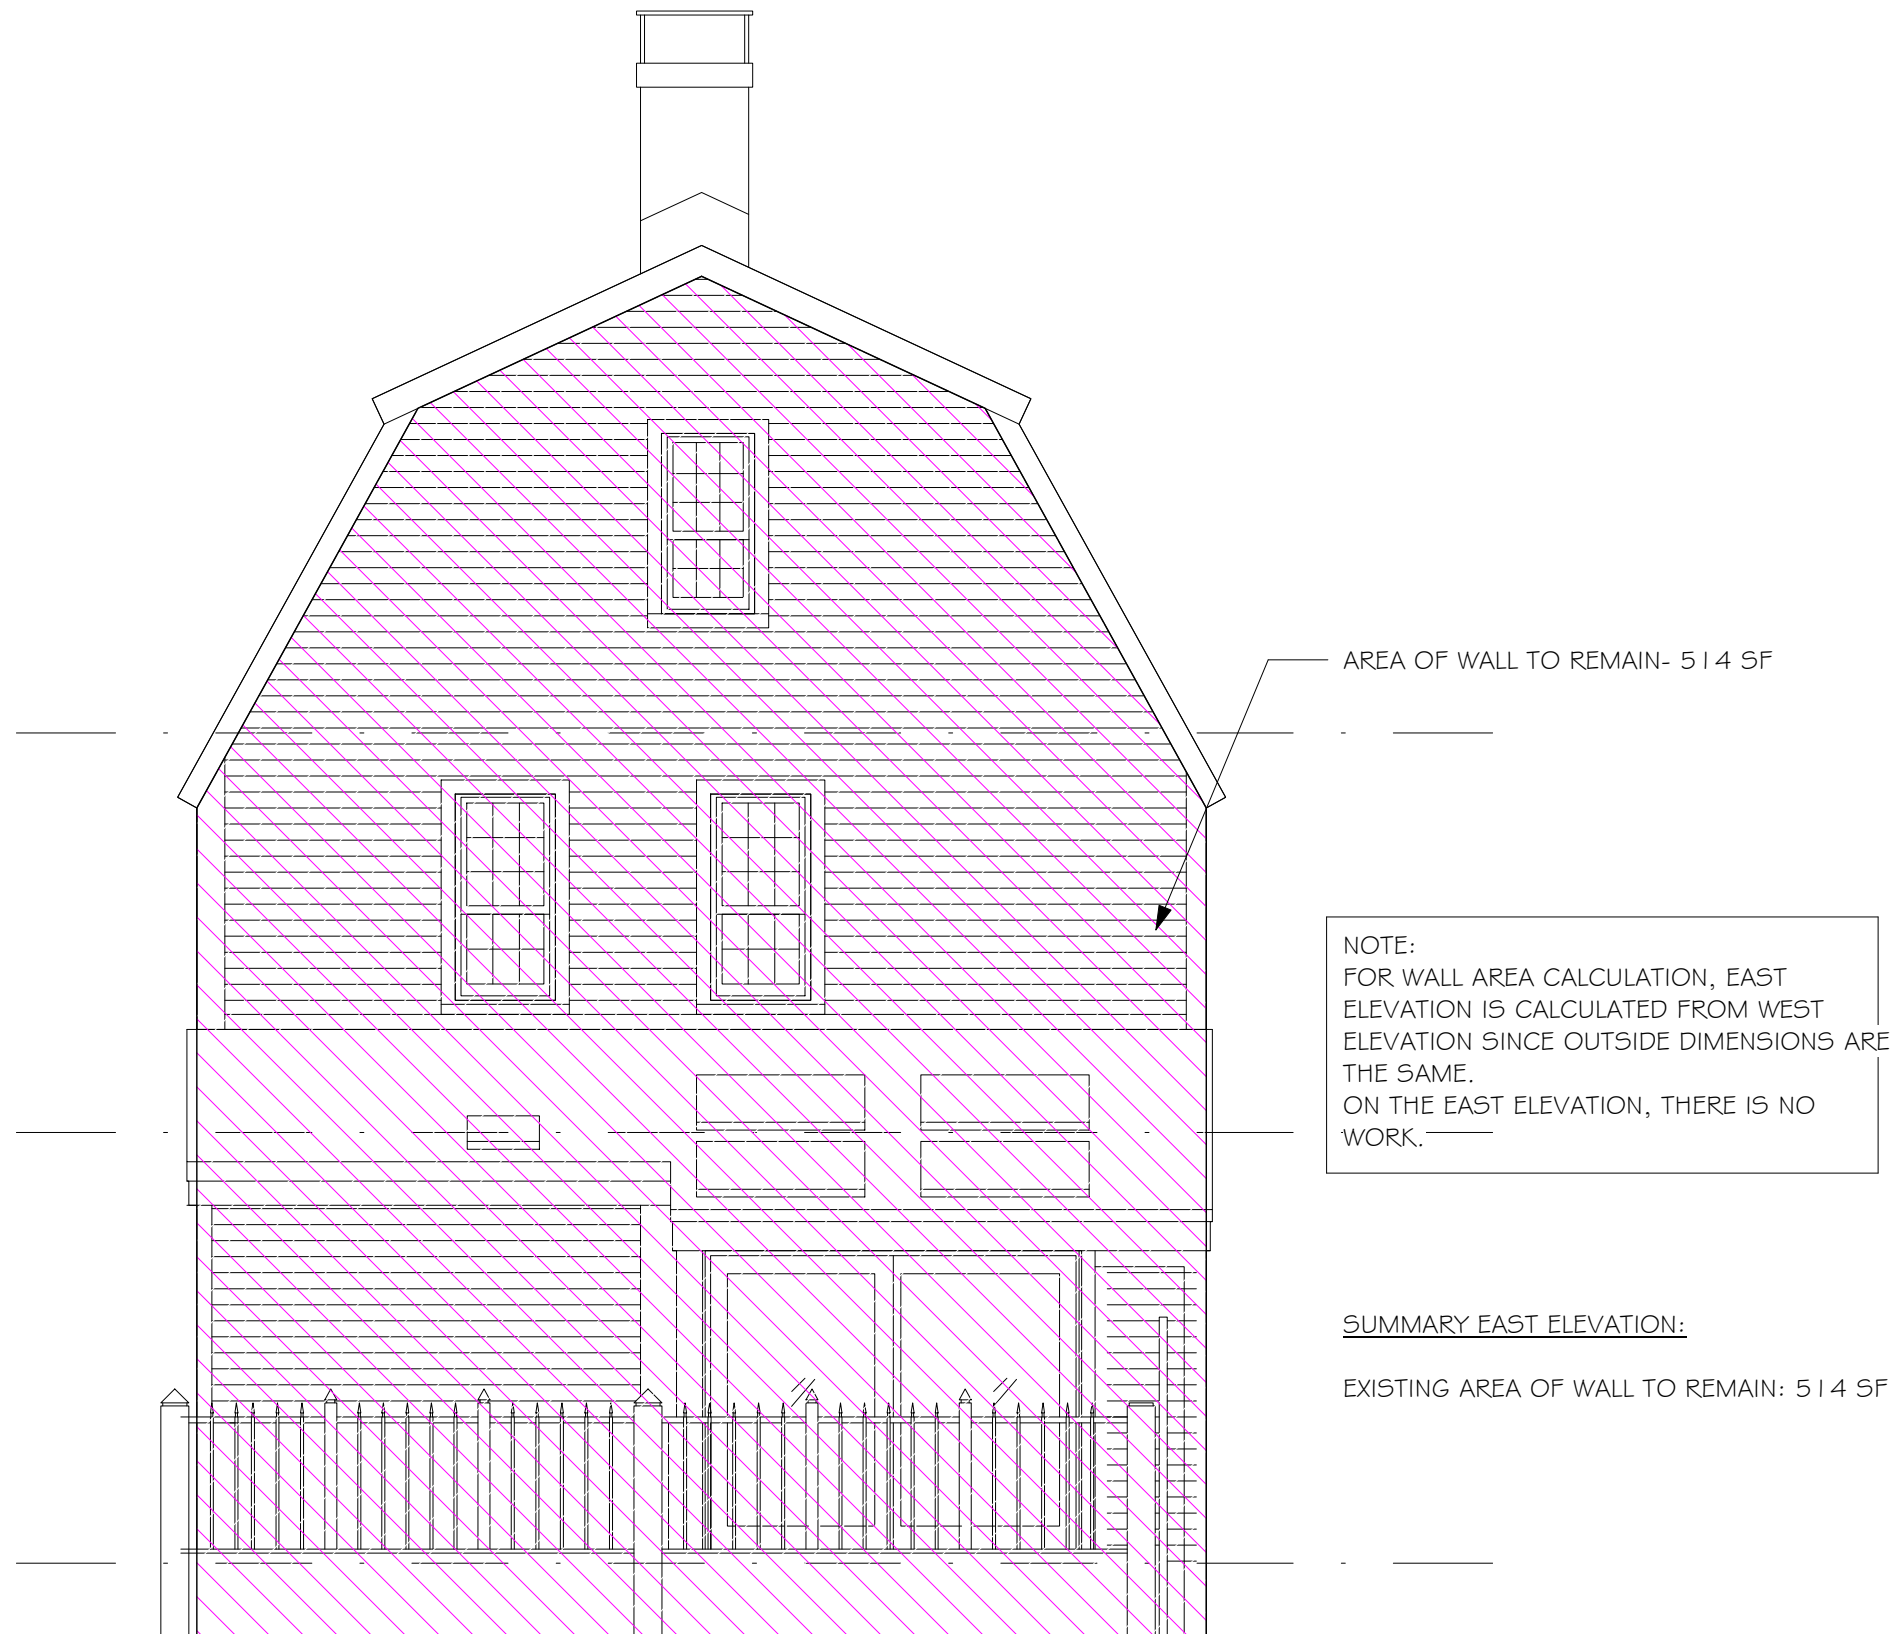 AREA OF WALL TO REMAIN- 514 SF
NOTE:
FOR WALL AREA CALCULATION, EAST
ELEVATION IS CALCULATED FROM WEST
ELEVATION SINCE OUTSIDE DIMENSIONS ARE
THE SAME.
ON THE EAST ELEVATION, THERE IS NO
WORK.
SUMMARY EAST ELEVATION:
EXISTING AREA OF WALL TO REMAIN: 514 SF